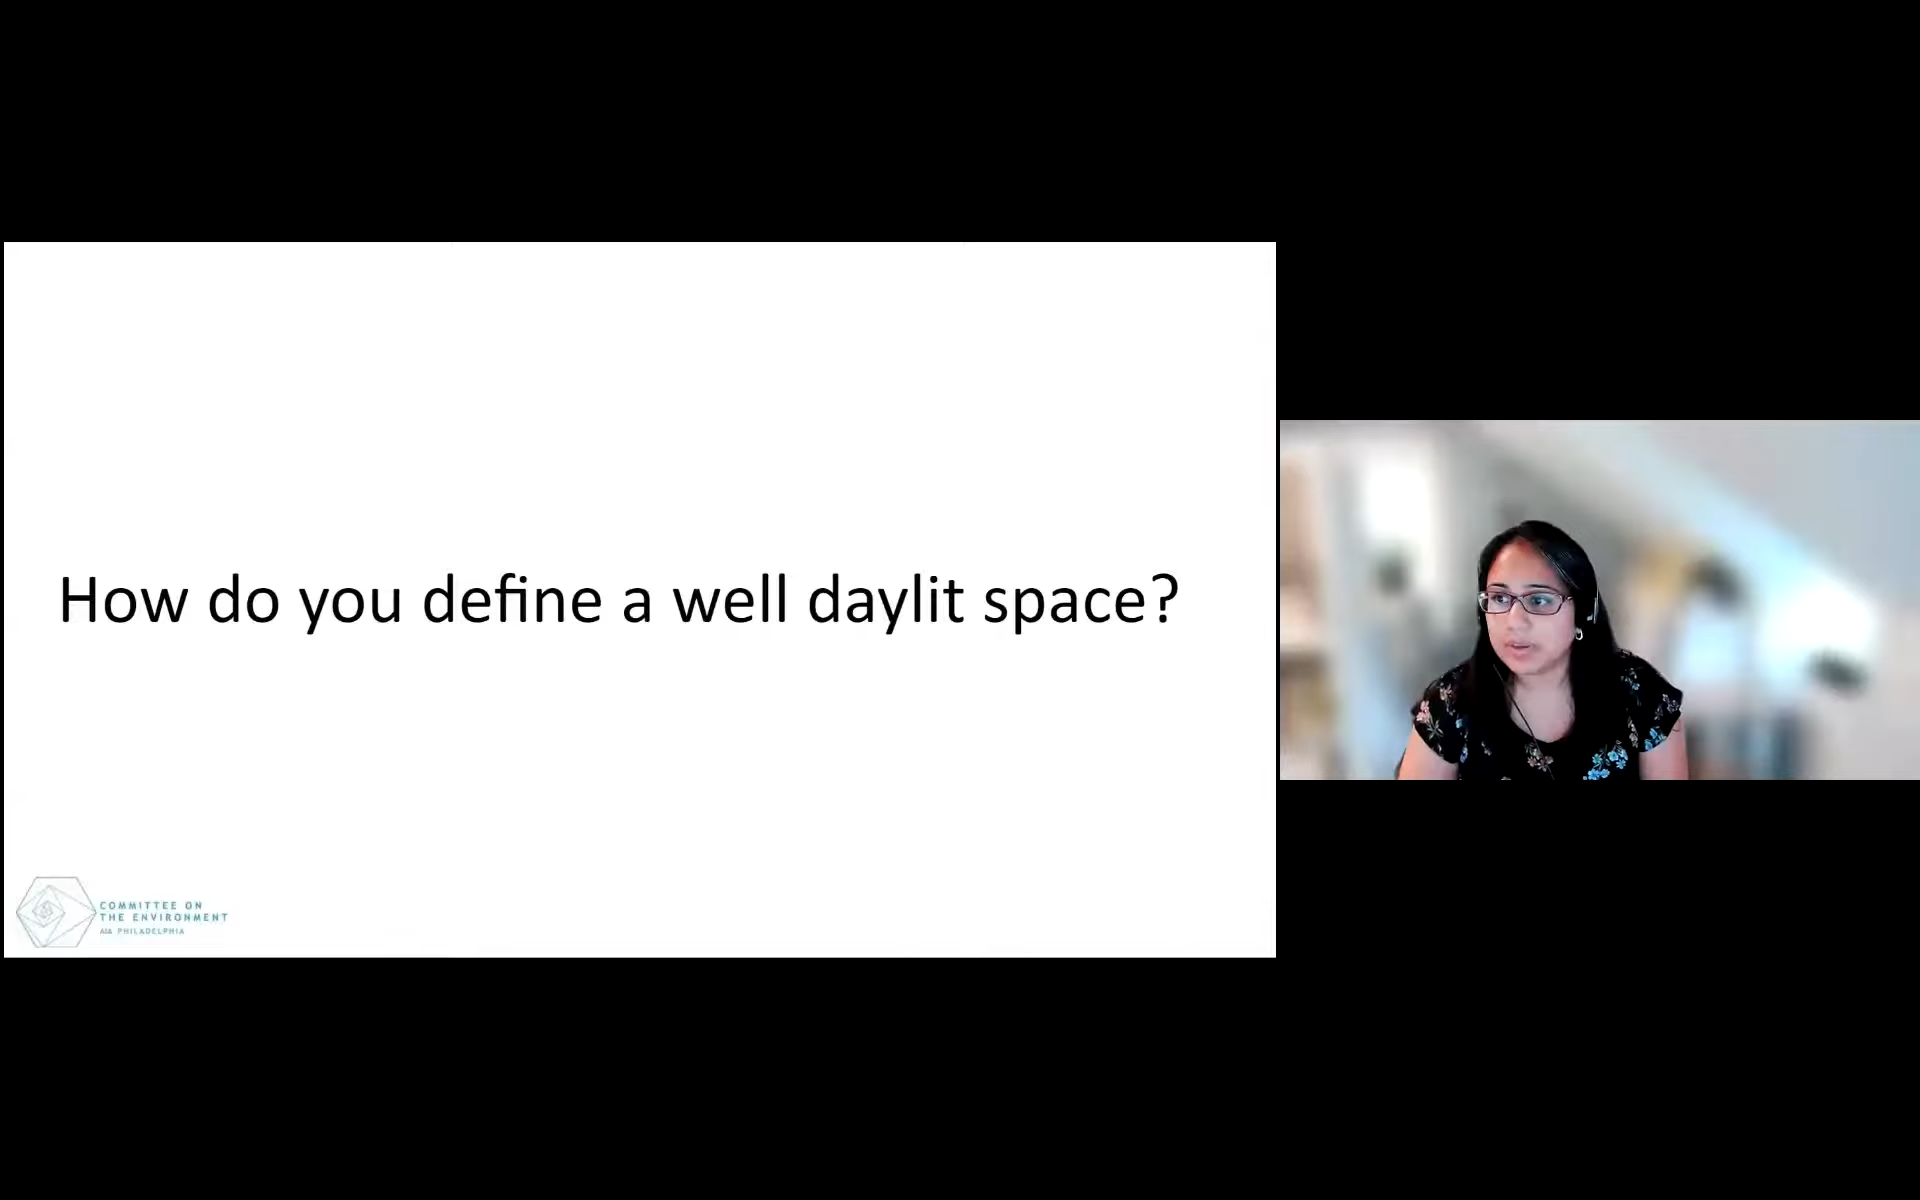 How do you define a well daylit space?
COMMITTEE ON
THE ENVIRONMENT
AIA PHILADELPHIA